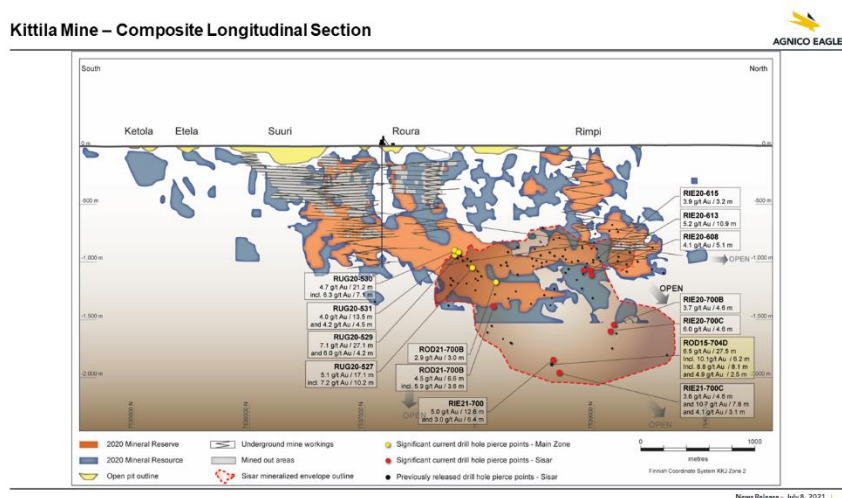 Kittila Mine – Composite Longitudinal Section
AGNICO EAGLE
South
North
Ketola
Etela
Suuri
Roura
Rimpi
0 m
0 m
-500 m
-500 m
-1,000 m
-1,000 m
-1,500 m
-1,500 m
-2,000 m
-2,000 m
RIE20-615
3.9 g/t Au / 3.2 m
RIE20-613
5.2 g/t Au / 10.9 m
RIE20-608
4.1 g/t Au / 5.1 m
OPEN
OPEN
RIE20-700B
3.7 g/t Au / 4.6 m
RIE20-700C
6.0 g/t Au / 4.6 m
ROD15-704D
6.5 g/t Au / 27.5 m
Incl. 10.1g/t Au / 6.2 m
Incl. 8.8 g/t Au / 8.1 m
and 4.9 g/t Au / 2.5 m
RIE21-700C
3.6 g/t Au / 4.6 m
and 10.7 g/t Au / 7.8 m
and 4.1 g/t Au / 3.1 m
OPEN
RUG20-530
4.7 g/t Au / 21.2 m
incl. 6.3 g/t Au / 7.1 m
RUG20-531
4.0 g/t Au / 13.5 m
and 4.2 g/t Au / 4.5 m
RUG20-529
7.1 g/t Au / 27.1 m
and 6.0 g/t Au / 4.2 m
RUG20-527
5.1 g/t Au / 17.1 m
incl. 7.2 g/t Au / 10.2 m
ROD21-700B
2.9 g/t Au / 3.0 m
ROD21-700B
4.5 g/t Au / 6.6 m
incl. 5.9 g/t Au / 3.6 m
RIE21-700
5.0 g/t Au / 12.6 m
and 3.0 g/t Au / 6.4 m
OPEN
2020 Mineral Reserve
2020 Mineral Resource
Open pit outline
Underground mine workings
Mined out areas
Sisar mineralized envelope outline
Significant current drill hole pierce points - Main Zone
Significant current drill hole pierce points - Sisar
Previously released drill hole pierce points - Sisar
0
1000
metres
Finnish Coordinate System KKJ Zone 2
News Release - July 8, 2021